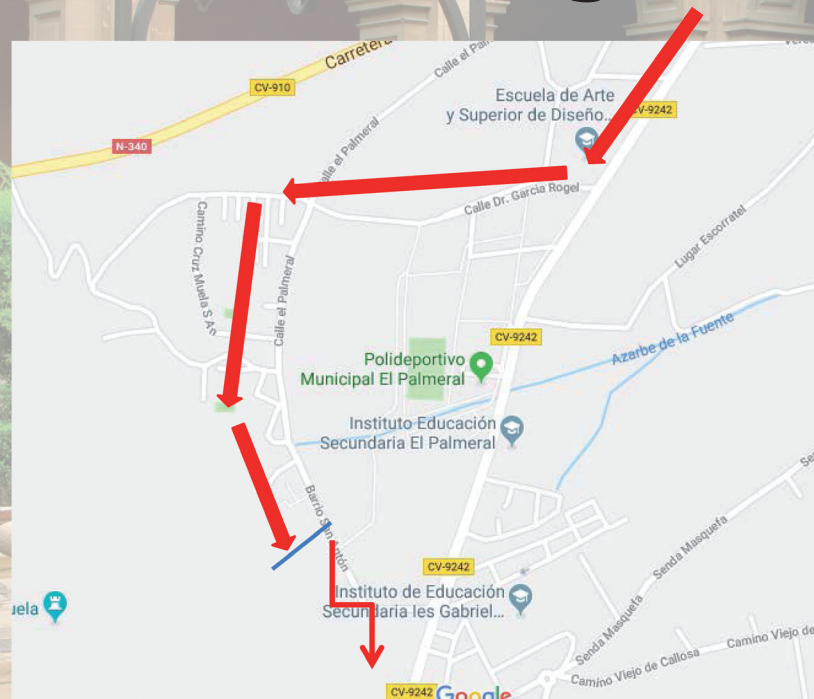 Carretera
Calle el Pal
CV-910
Escuela de Arte
y Superior de Diseño...
CV-9242
N-340
Calle el Palmeral
Calle Dr. García Rogel
Camino Cruz Muela S An
Lugar Escorratel
Calle el Palmeral
CV-9242
Azarbe de la Fuente
Polideportivo
Municipal El Palmeral
Instituto Educación
Secundaria El Palmeral
Barrio San Antón
Senda Masquefa
CV-9242
Instituto de Educación
Secundaria Ies Gabriel...
uela
Senda Masquefa
Camino Viejo de
Camino Viejo de Callosa
CV-9242
Google